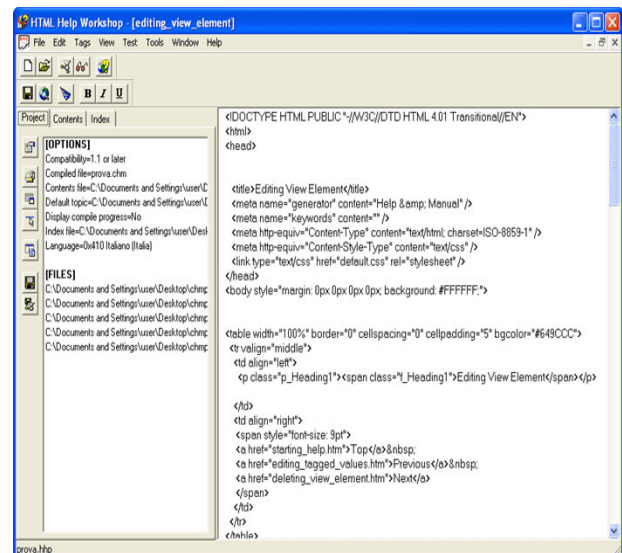 HTML Help Workshop - [editing_view_element]
File Edit Tags View Test Tools Window Help
B I U
Project Contents Index
[OPTIONS]
Compatibility=1.1 or later
Compiled file=prova.chm
Contents file=C:\Documents and Settings\user\D
Default topic=C:\Documents and Settings\user\D
Display compile progress=No
Index file=C:\Documents and Settings\user\Desk
Language=0x410 Italiano (Italia)
[FILES]
C:\Documents and Settings\user\Desktop\chmp
C:\Documents and Settings\user\Desktop\chmp
C:\Documents and Settings\user\Desktop\chmp
C:\Documents and Settings\user\Desktop\chmp
C:\Documents and Settings\user\Desktop\chmp
<!DOCTYPE HTML PUBLIC "-//W3C//DTD HTML 4.01 Transitional//EN">
<html>
<head>
<title>Editing View Element</title>
<meta name="generator" content="Help &amp; Manual" />
<meta name="keywords" content="" />
<meta http-equiv="Content-Type" content="text/html; charset=ISO-8859-1" />
<meta http-equiv="Content-Style-Type" content="text/css" />
<link type="text/css" href="default.css" rel="stylesheet" />
</head>
<body style="margin: 0px 0px 0px 0px; background: #FFFFFF;">
<table width="100%" border="0" cellspacing="0" cellpadding="5" bgcolor="#649CCC">
<tr valign="middle">
<td align="left">
<p class="p_Heading1"><span class="f_Heading1">Editing View Element</span></p>
</td>
<td align="right">
<span style="font-size: 9pt">
<a href="starting_help.htm">Top</a>&nbsp;
<a href="editing_tagged_values.htm">Previous</a>&nbsp;
<a href="deleting_view_element.htm">Next</a>
</span>
</td>
</tr>
</table>
prova.hhp